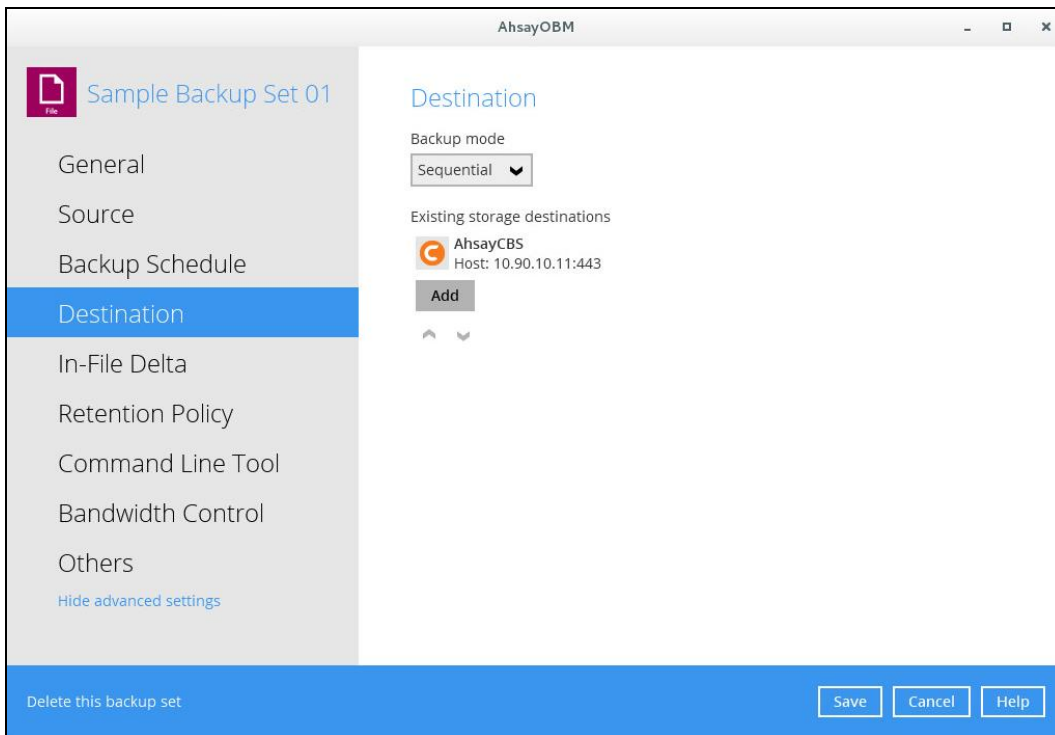 AhsayOBM
File
Sample Backup Set 01
General
Source
Backup Schedule
Destination
In-File Delta
Retention Policy
Command Line Tool
Bandwidth Control
Others
Hide advanced settings
Destination
Backup mode
Sequential
Existing storage destinations
AhsayCBS
Host: 10.90.10.11:443
Add
Delete this backup set
Save
Cancel
Help